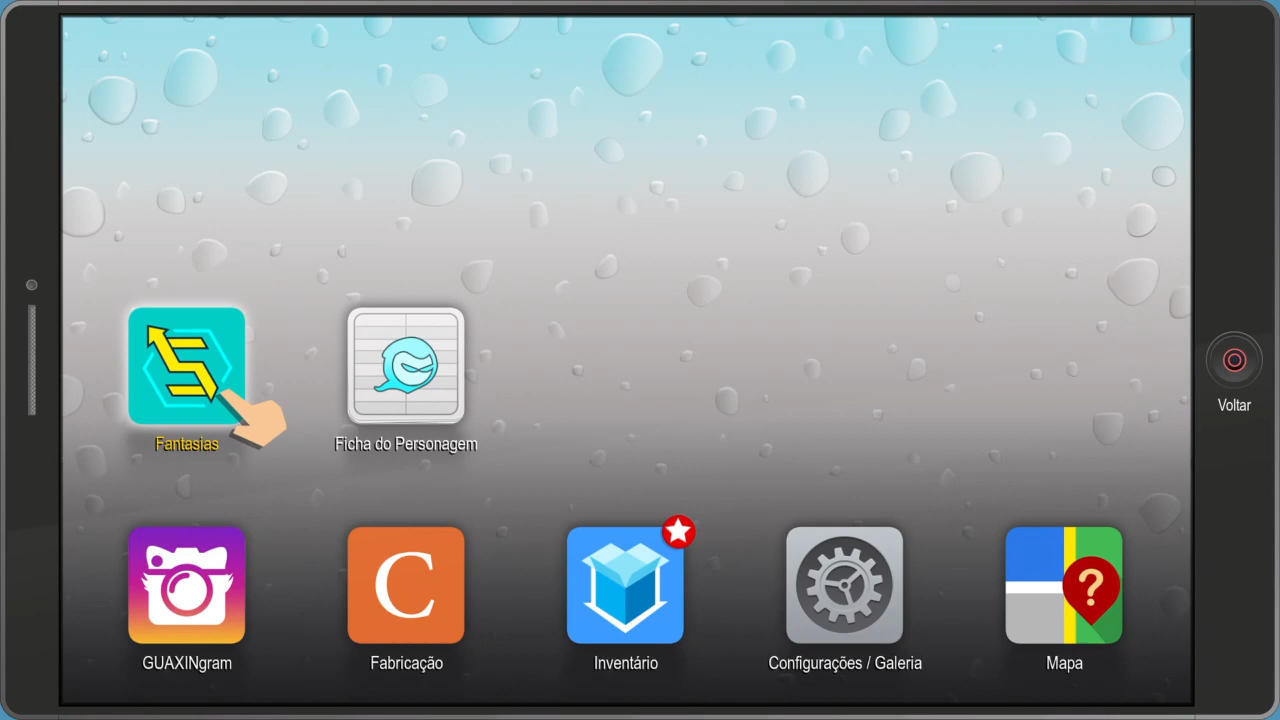 Voltar
Fantasias
Ficha do Personagem
C
?
GUAXINgram
Fabricação
Inventário
Configurações / Galeria
Mapa